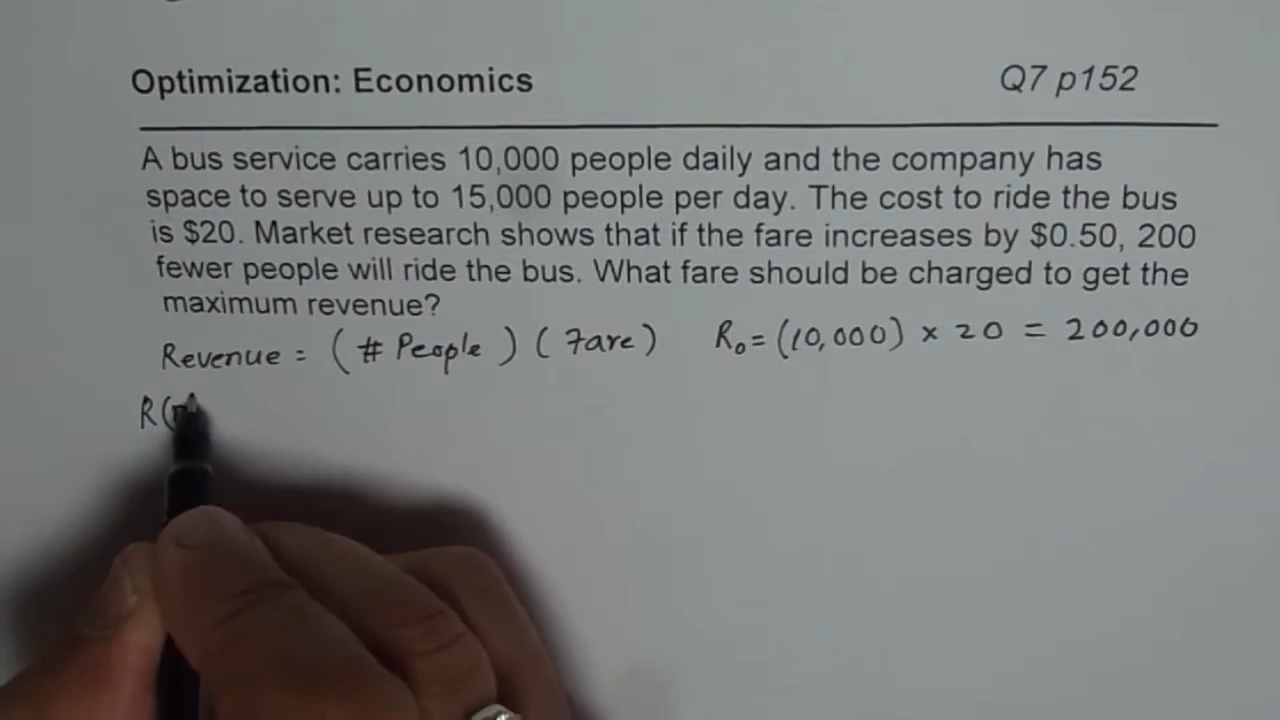 Optimization: Economics Q7 p152
A bus service carries 10,000 people daily and the company has
space to serve up to 15,000 people per day. The cost to ride the bus
is $20. Market research shows that if the fare increases by $0.50, 200
fewer people will ride the bus. What fare should be charged to get the
maximum revenue?
Revenue = (# People) (Fare) R₀ = (10,000) × 20 = 200,000
R(